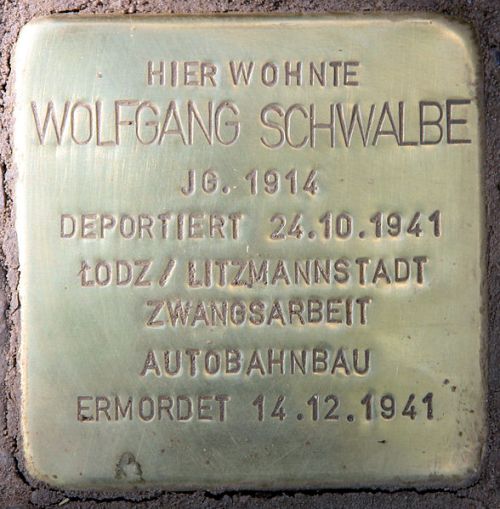 HIER WOHNTE
WOLFGANG SCHWALBE
JG. 1914
DEPORTIERT 24.10.1941
ŁODZ / LITZMANNSTADT
ZWANGSARBEIT
AUTOBAHNBAU
ERMORDET 14.12.1941